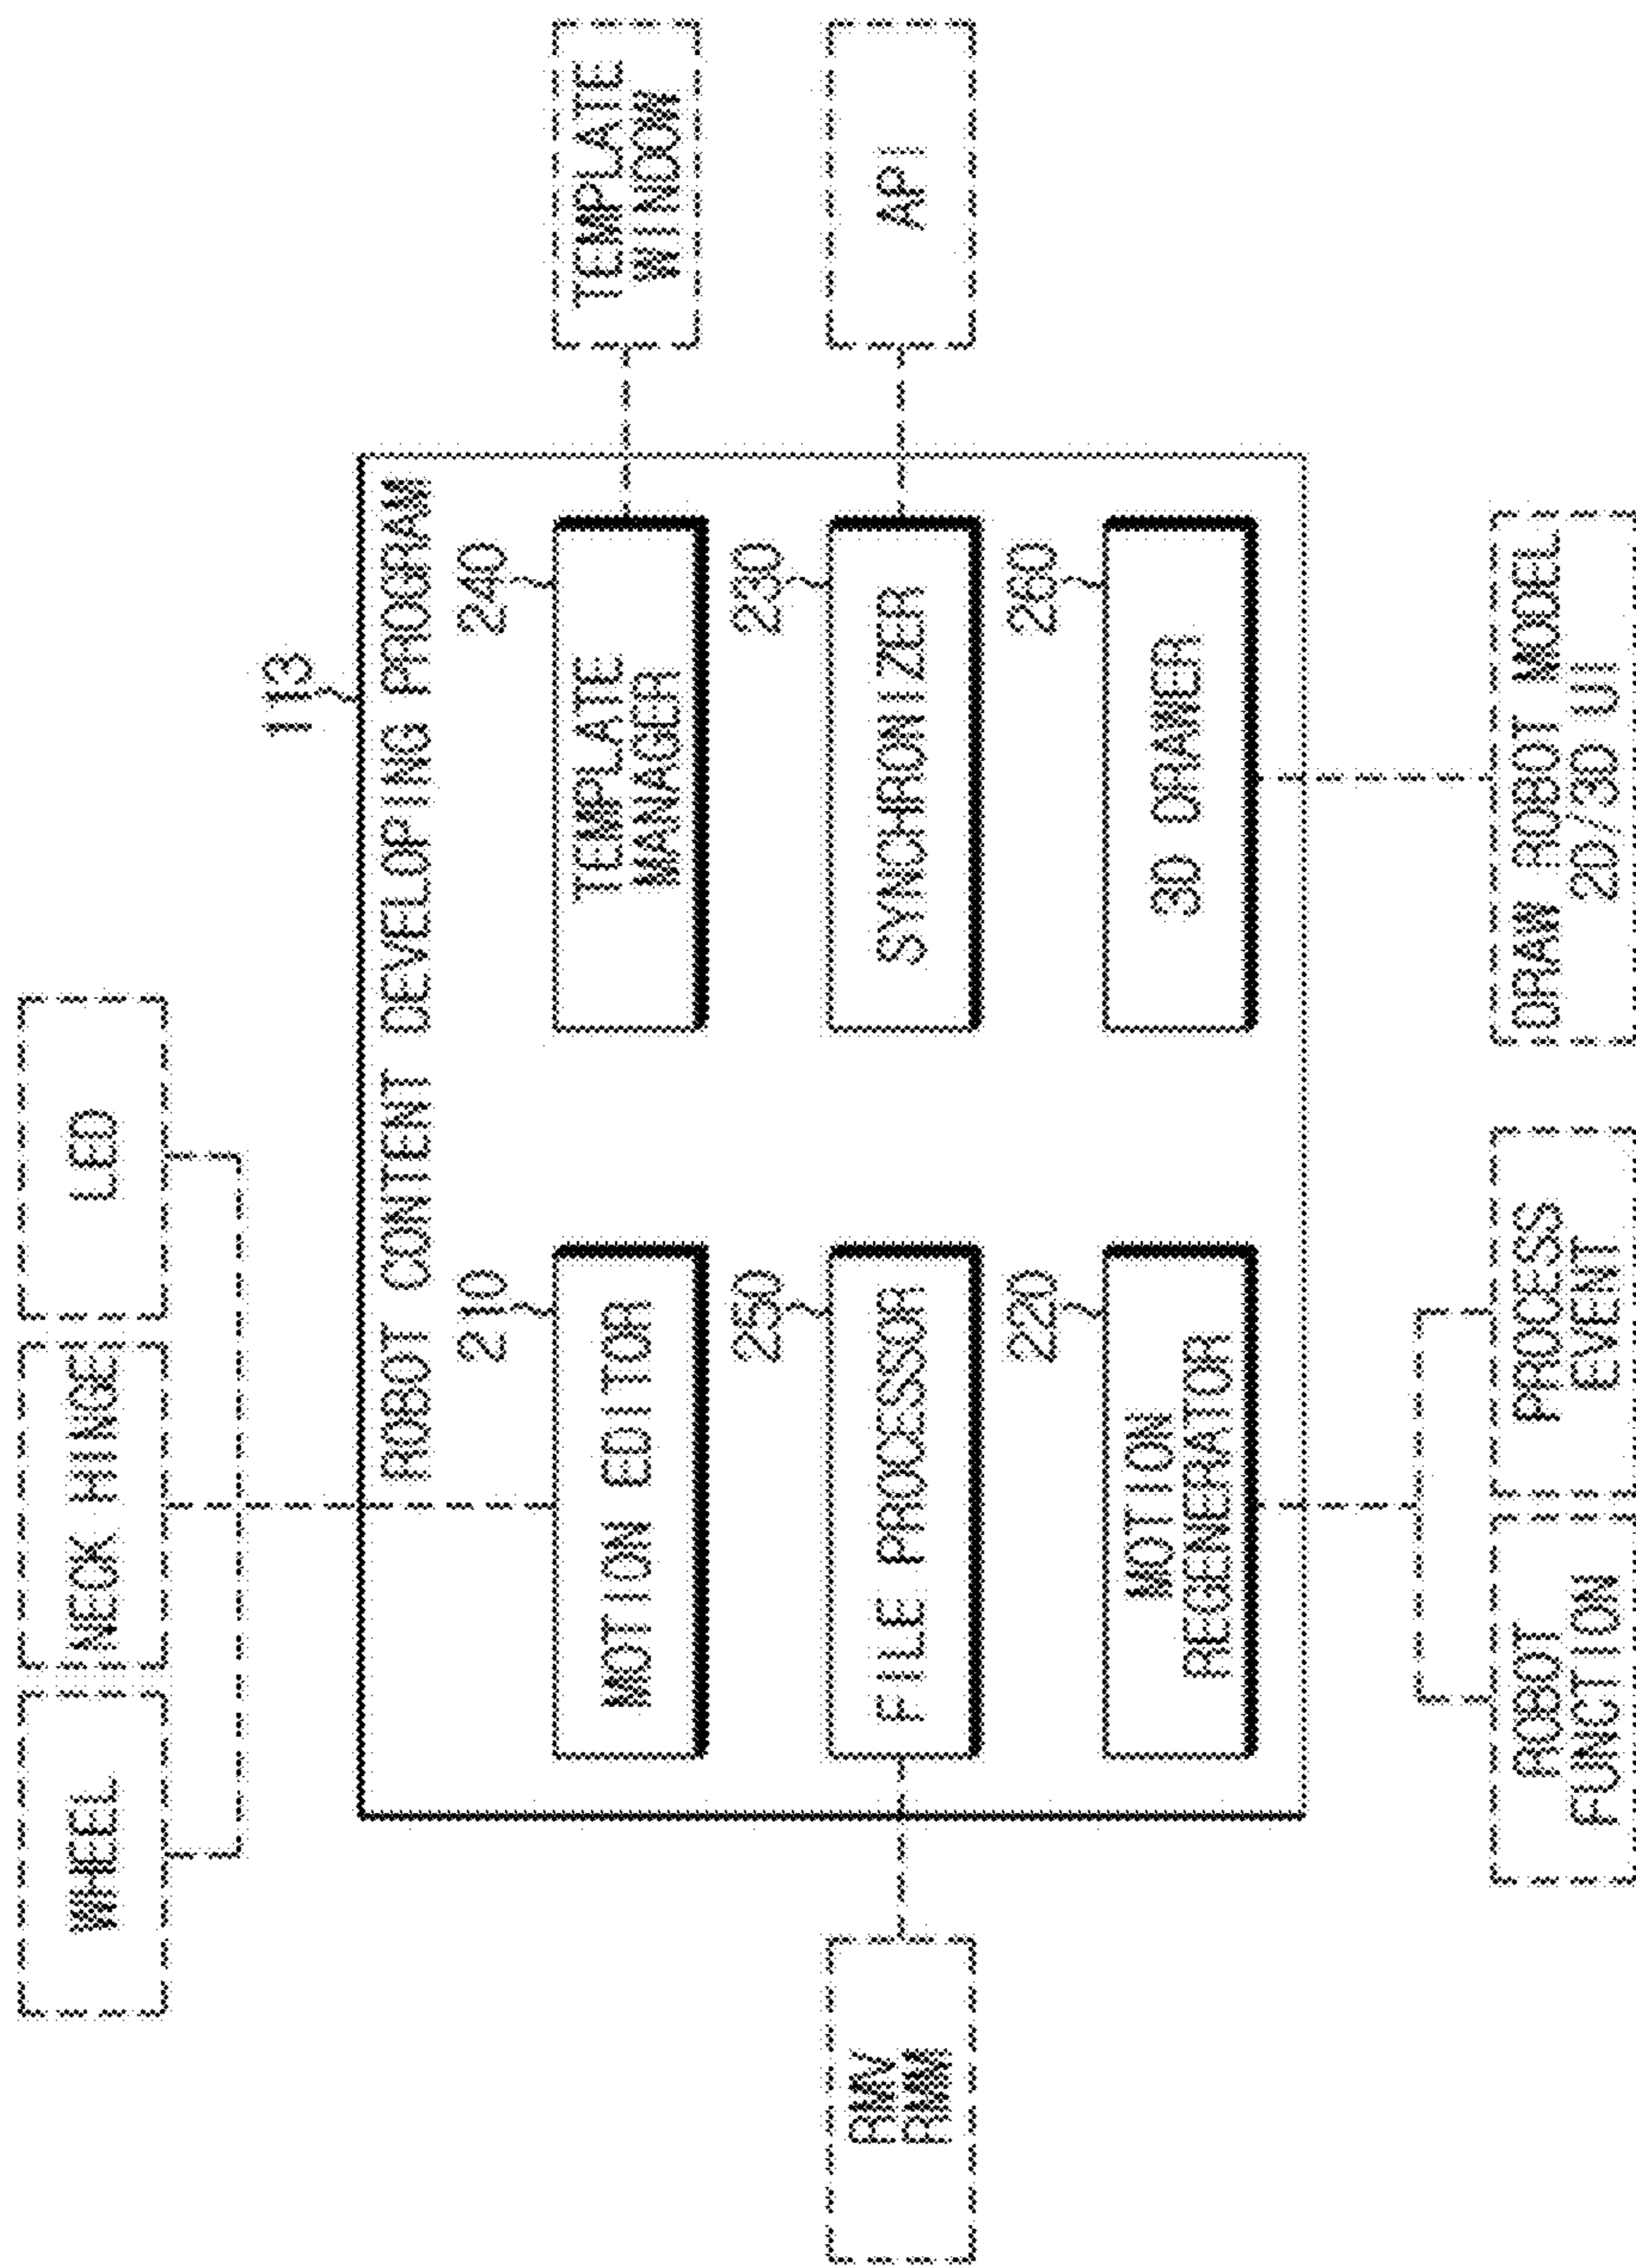 WHEEL
NECK HINGE
LED
113
ROBOT CONTENT DEVELOPING PROGRAM
210
MOTION EDITOR
240
TEMPLATE
MANAGER
TEMPLATE
WINDOW
RMV
RMW
250
FILE PROCESSOR
230
SYNCHRONIZER
API
220
MOTION
REGENERATOR
260
3D DRAWER
ROBOT
FUNCTION
PROCESS
EVENT
DRAW ROBOT MODEL
2D/3D UI